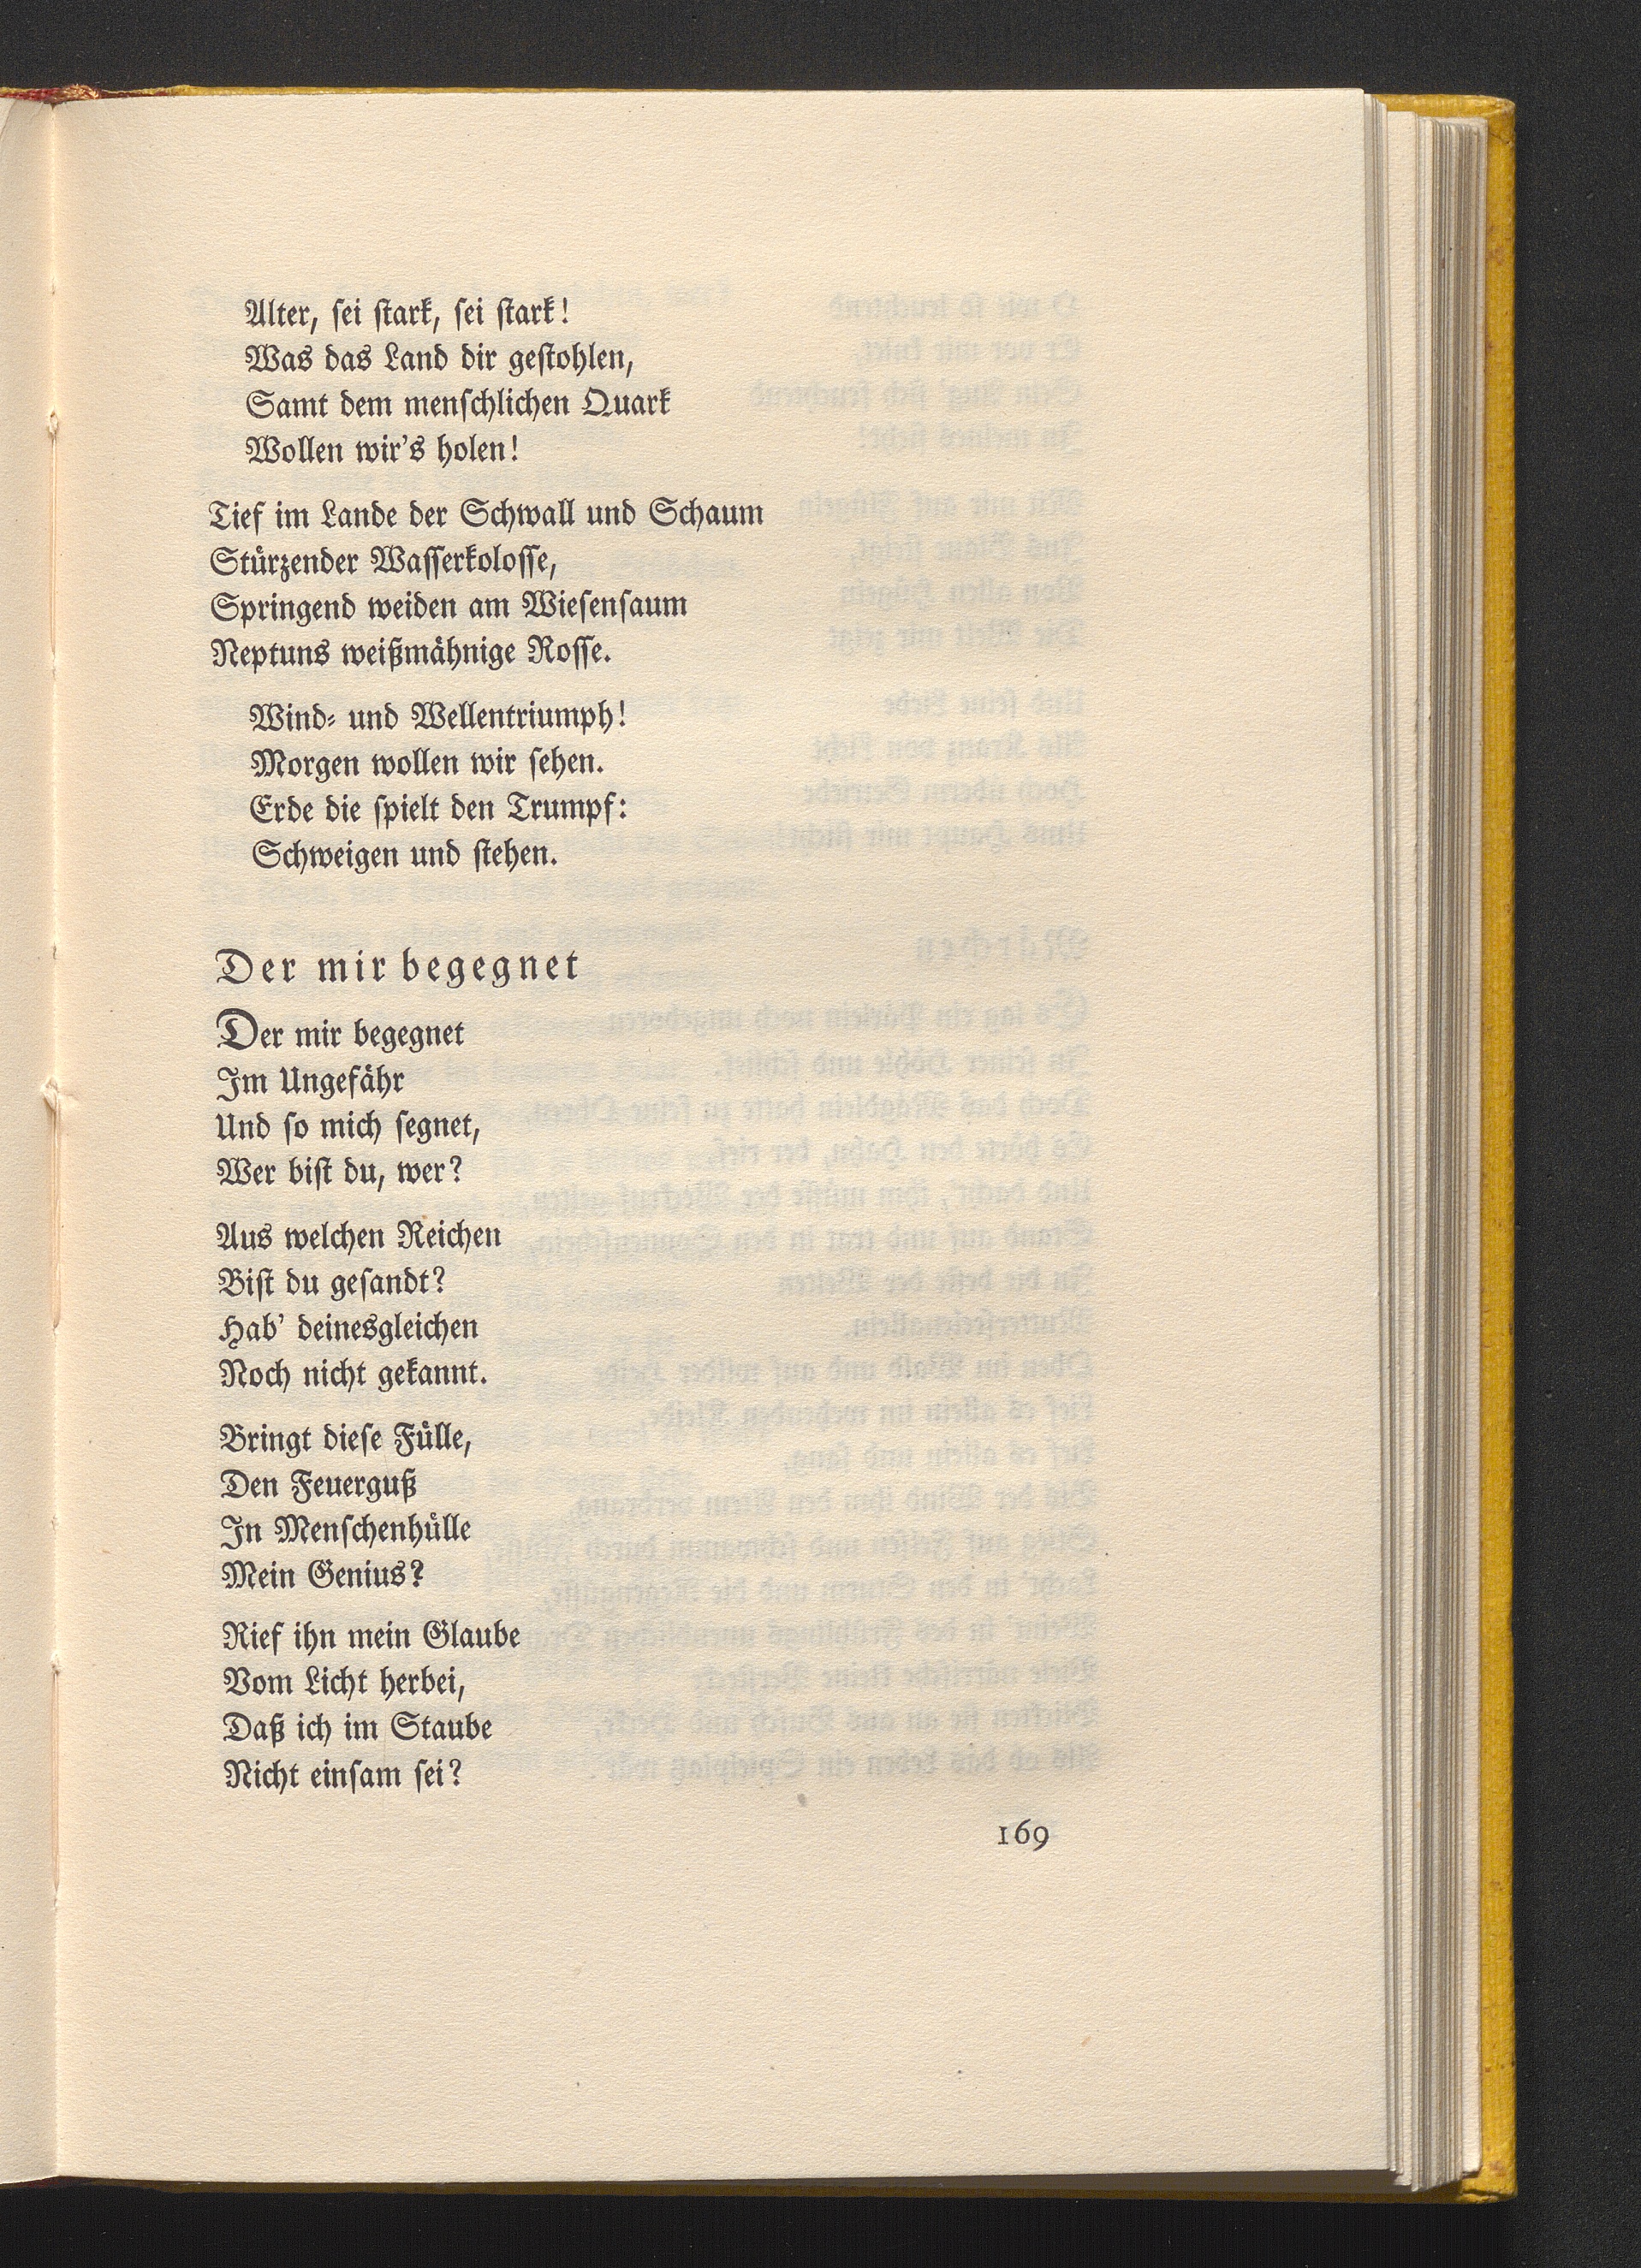 Alter, sei stark, sei stark!
Was das Land dir gestohlen,
Samt dem menschlichen Quark
Wollen wir's holen!
Tief im Lande der Schwall und Schaum
Stürzender Wasserkolosse,
Springend weiden am Wiesensaum
Neptuns weißmähnige Rosse.
Wind- und Wellentriumph!
Morgen wollen wir sehen.
Erde die spielt den Trumpf:
Schweigen und stehen.
Der mir begegnet
Der mir begegnet
Im Ungefähr
Und so mich segnet,
Wer bist du, wer?
Aus welchen Reichen
Bist du gesandt?
Hab' deinesgleichen
Noch nicht gekannt.
Bringt diese Fülle,
Den Feuerguß
In Menschenhülle
Mein Genius?
Rief ihn mein Glaube
Vom Licht herbei,
Daß ich im Staube
Nicht einsam sei?
169